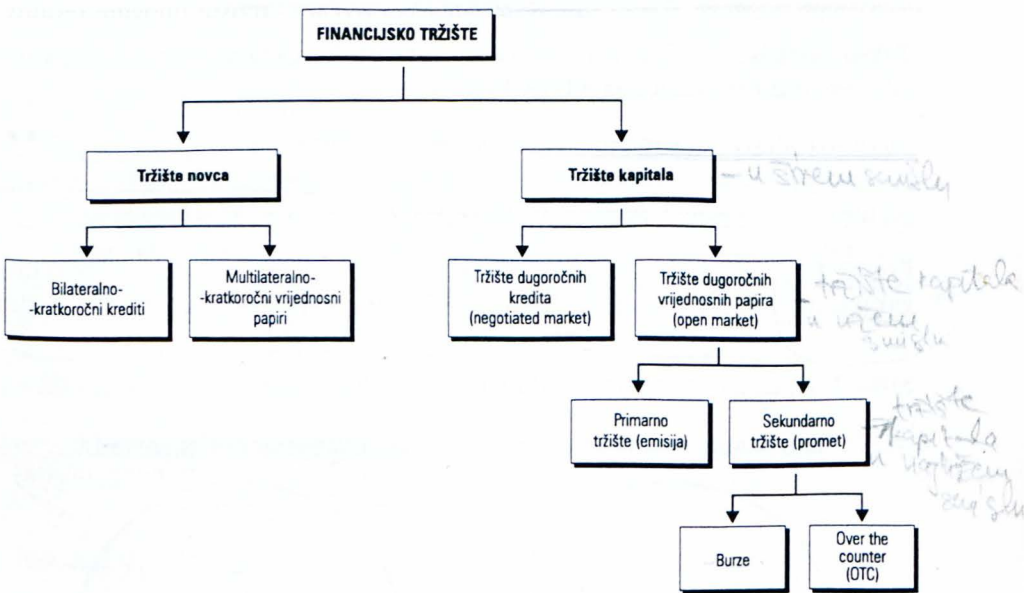 FINANCIJSKO TRŽIŠTE
Tržište novca
Tržište kapitala
- u širem smislu
Bilateralno-
-kratkoročni krediti
Multilateralno-
-kratkoročni vrijednosni
papiri
Tržište dugoročnih
kredita
(negotiated market)
Tržište dugoročnih
vrijednosnih papira
(open market)
- tržište kapitala
u užem
smislu
Primarno
tržište (emisija)
Sekundarno
tržište (promet)
tržište
kapitala
u najužem
Burze
Over the
counter
(OTC)